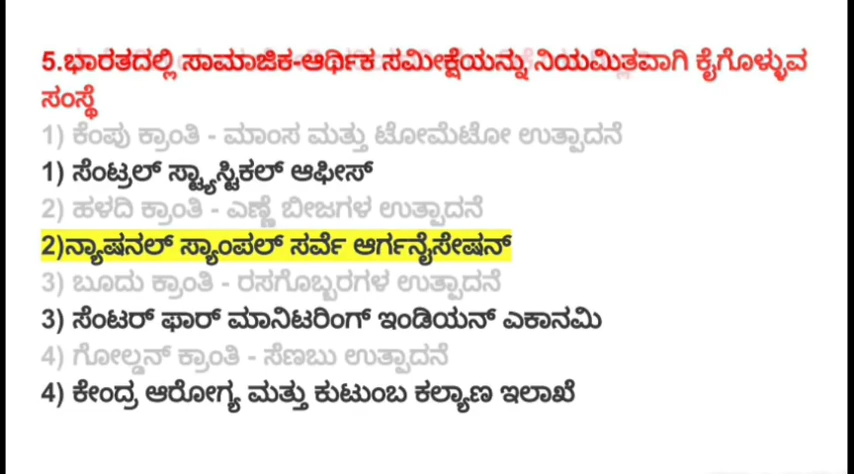 5.ಭಾರತದಲ್ಲಿ ಸಾಮಾಜಿಕ-ಆರ್ಥಿಕ ಸಮೀಕ್ಷೆಯನ್ನು ನಿಯಮಿತವಾಗಿ ಕೈಗೊಳ್ಳುವ
ಸಂಸ್ಥೆ
1) ಕೆಂಪು ಕ್ರಾಂತಿ - ಮಾಂಸ ಮತ್ತು ಟೋಮೆಟೋ ಉತ್ಪಾದನೆ
1) ಸೆಂಟ್ರಲ್ ಸ್ಟ್ಯಾಸ್ಟಿಕಲ್ ಆಫೀಸ್
2) ಹಳದಿ ಕ್ರಾಂತಿ - ಎಣ್ಣೆ ಬೀಜಗಳ ಉತ್ಪಾದನೆ
2)ನ್ಯಾಷನಲ್ ಸ್ಯಾಂಪಲ್ ಸರ್ವೆ ಆರ್ಗನೈಸೇಷನ್
3) ಬೂದು ಕ್ರಾಂತಿ - ರಸಗೊಬ್ಬರಗಳ ಉತ್ಪಾದನೆ
3) ಸೆಂಟರ್ ಫಾರ್ ಮಾನಿಟರಿಂಗ್ ಇಂಡಿಯನ್ ಎಕಾನಮಿ
4) ಗೋಲ್ಡನ್ ಕ್ರಾಂತಿ - ಸೆಣಬು ಉತ್ಪಾದನೆ
4) ಕೇಂದ್ರ ಆರೋಗ್ಯ ಮತ್ತು ಕುಟುಂಬ ಕಲ್ಯಾಣ ಇಲಾಖೆ